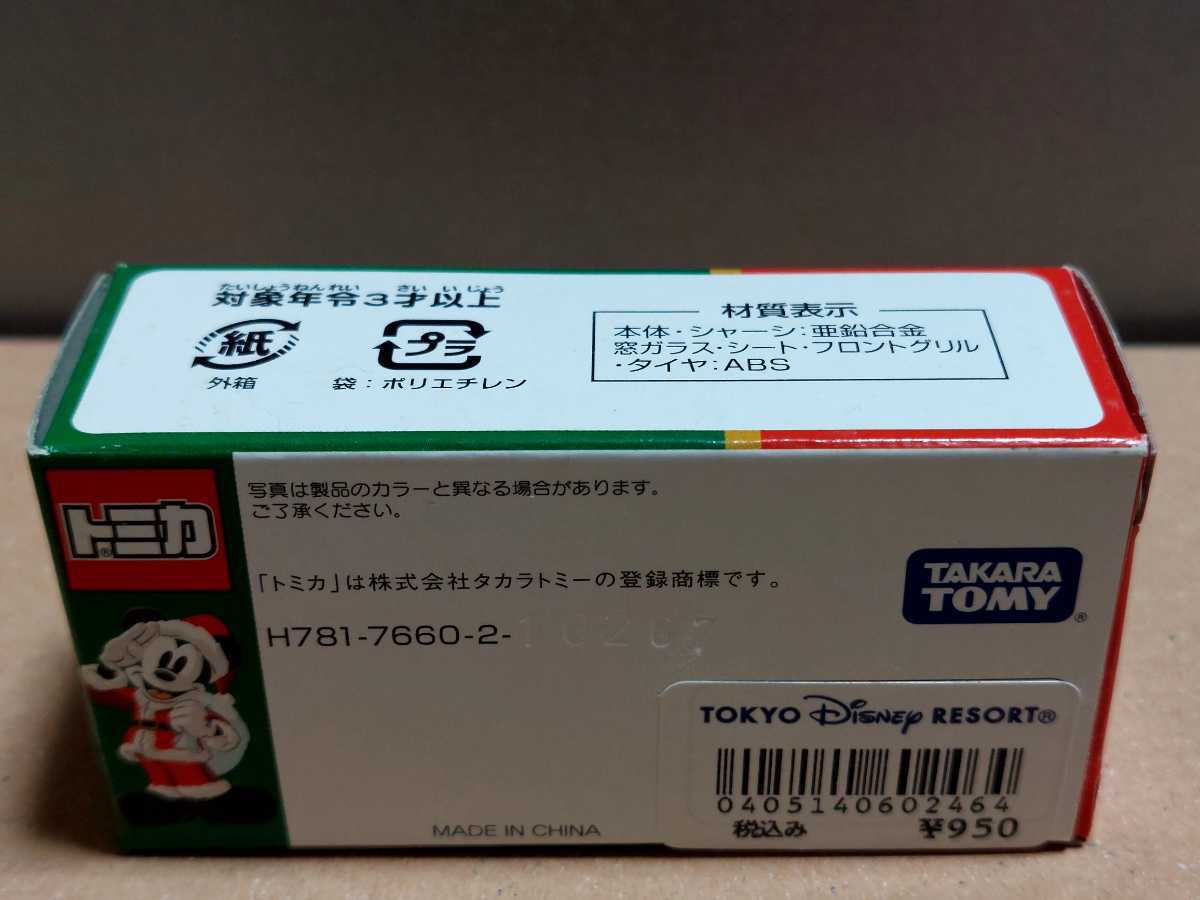 たいしょうねんれい さい いじょう
対象年令3才以上
紙
プラ
外箱
袋：ポリエチレン
材質表示
本体・シャーシ：亜鉛合金
窓ガラス・シート・フロントグリル
・タイヤ：ABS
トミカ®
写真は製品のカラーと異なる場合があります。
ご了承ください。
「トミカ」は株式会社タカラトミーの登録商標です。
H781-7660-2-
TAKARA
TOMY®
TOKYO Disney RESORT®
0405140602464
税込み ¥950
MADE IN CHINA